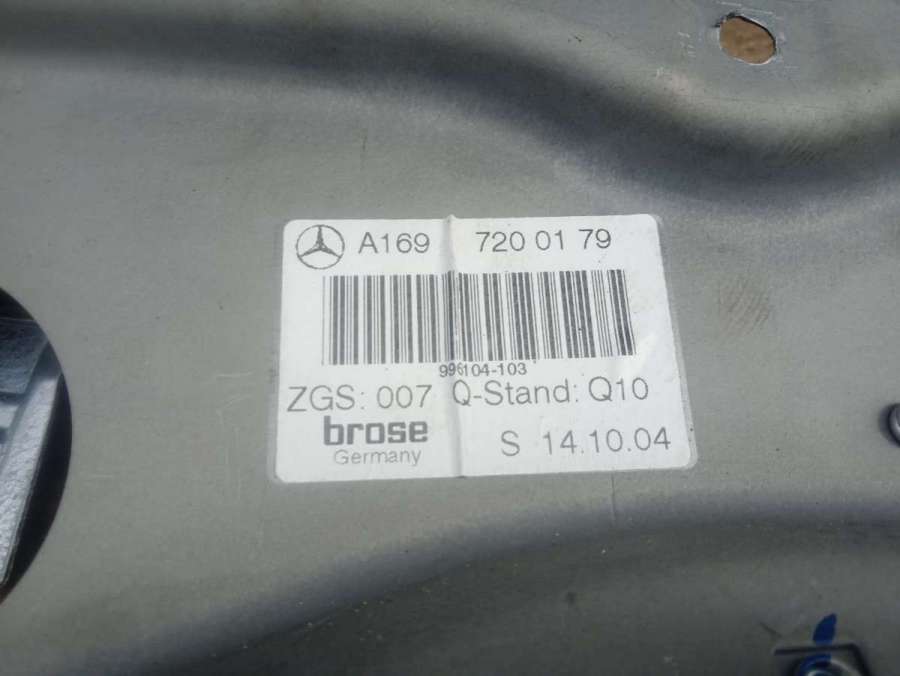 A169 720 01 79
996104-103
ZGS: 007 Q-Stand: Q10
brose
Germany
S 14.10.04